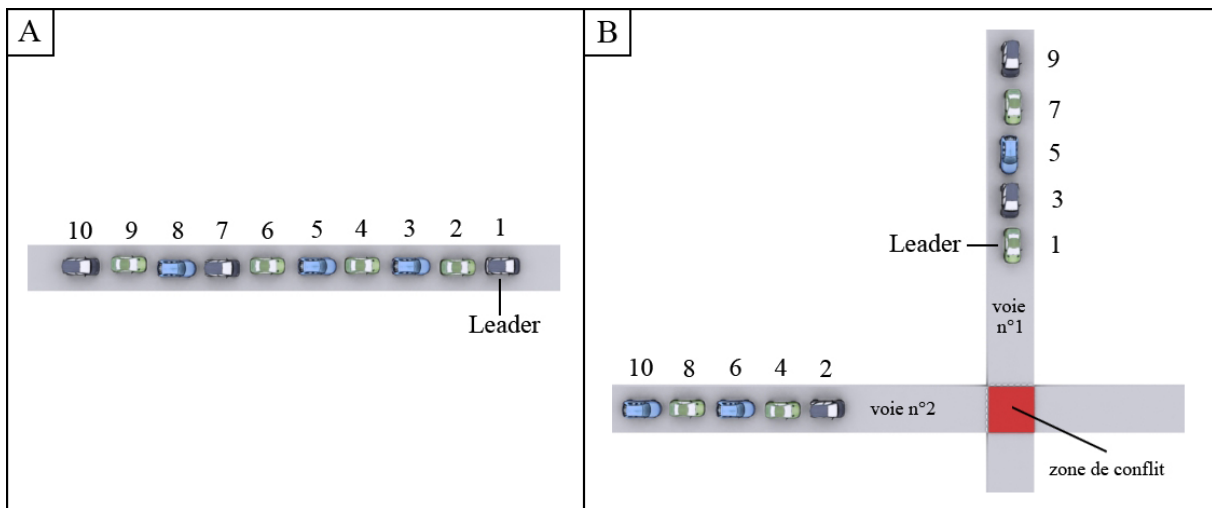 A
10 9 8 7 6 5 4 3 2 1
Leader
B
9
7
5
3
Leader 1
voie
n°1
10 8 6 4 2
voie n°2
zone de conflit